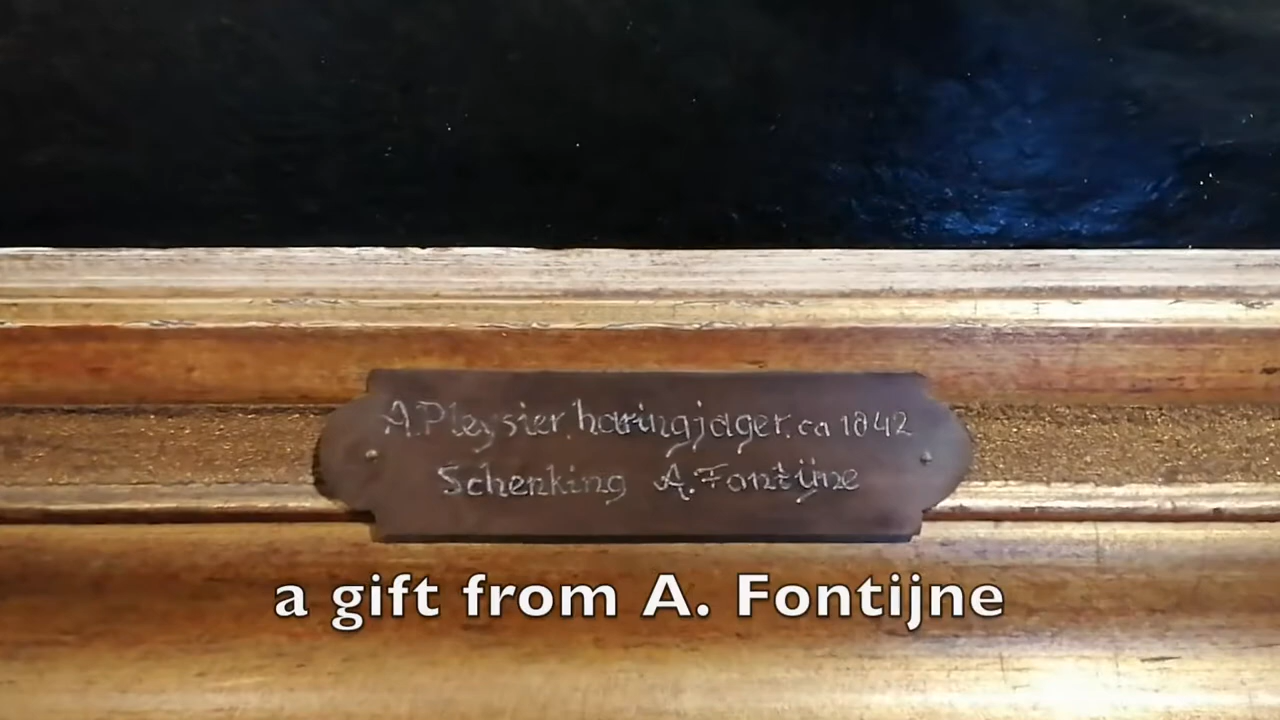 A. Pleysier, haringjager, ca 1842
Schenking A. Fontijne
a gift from A. Fontijne